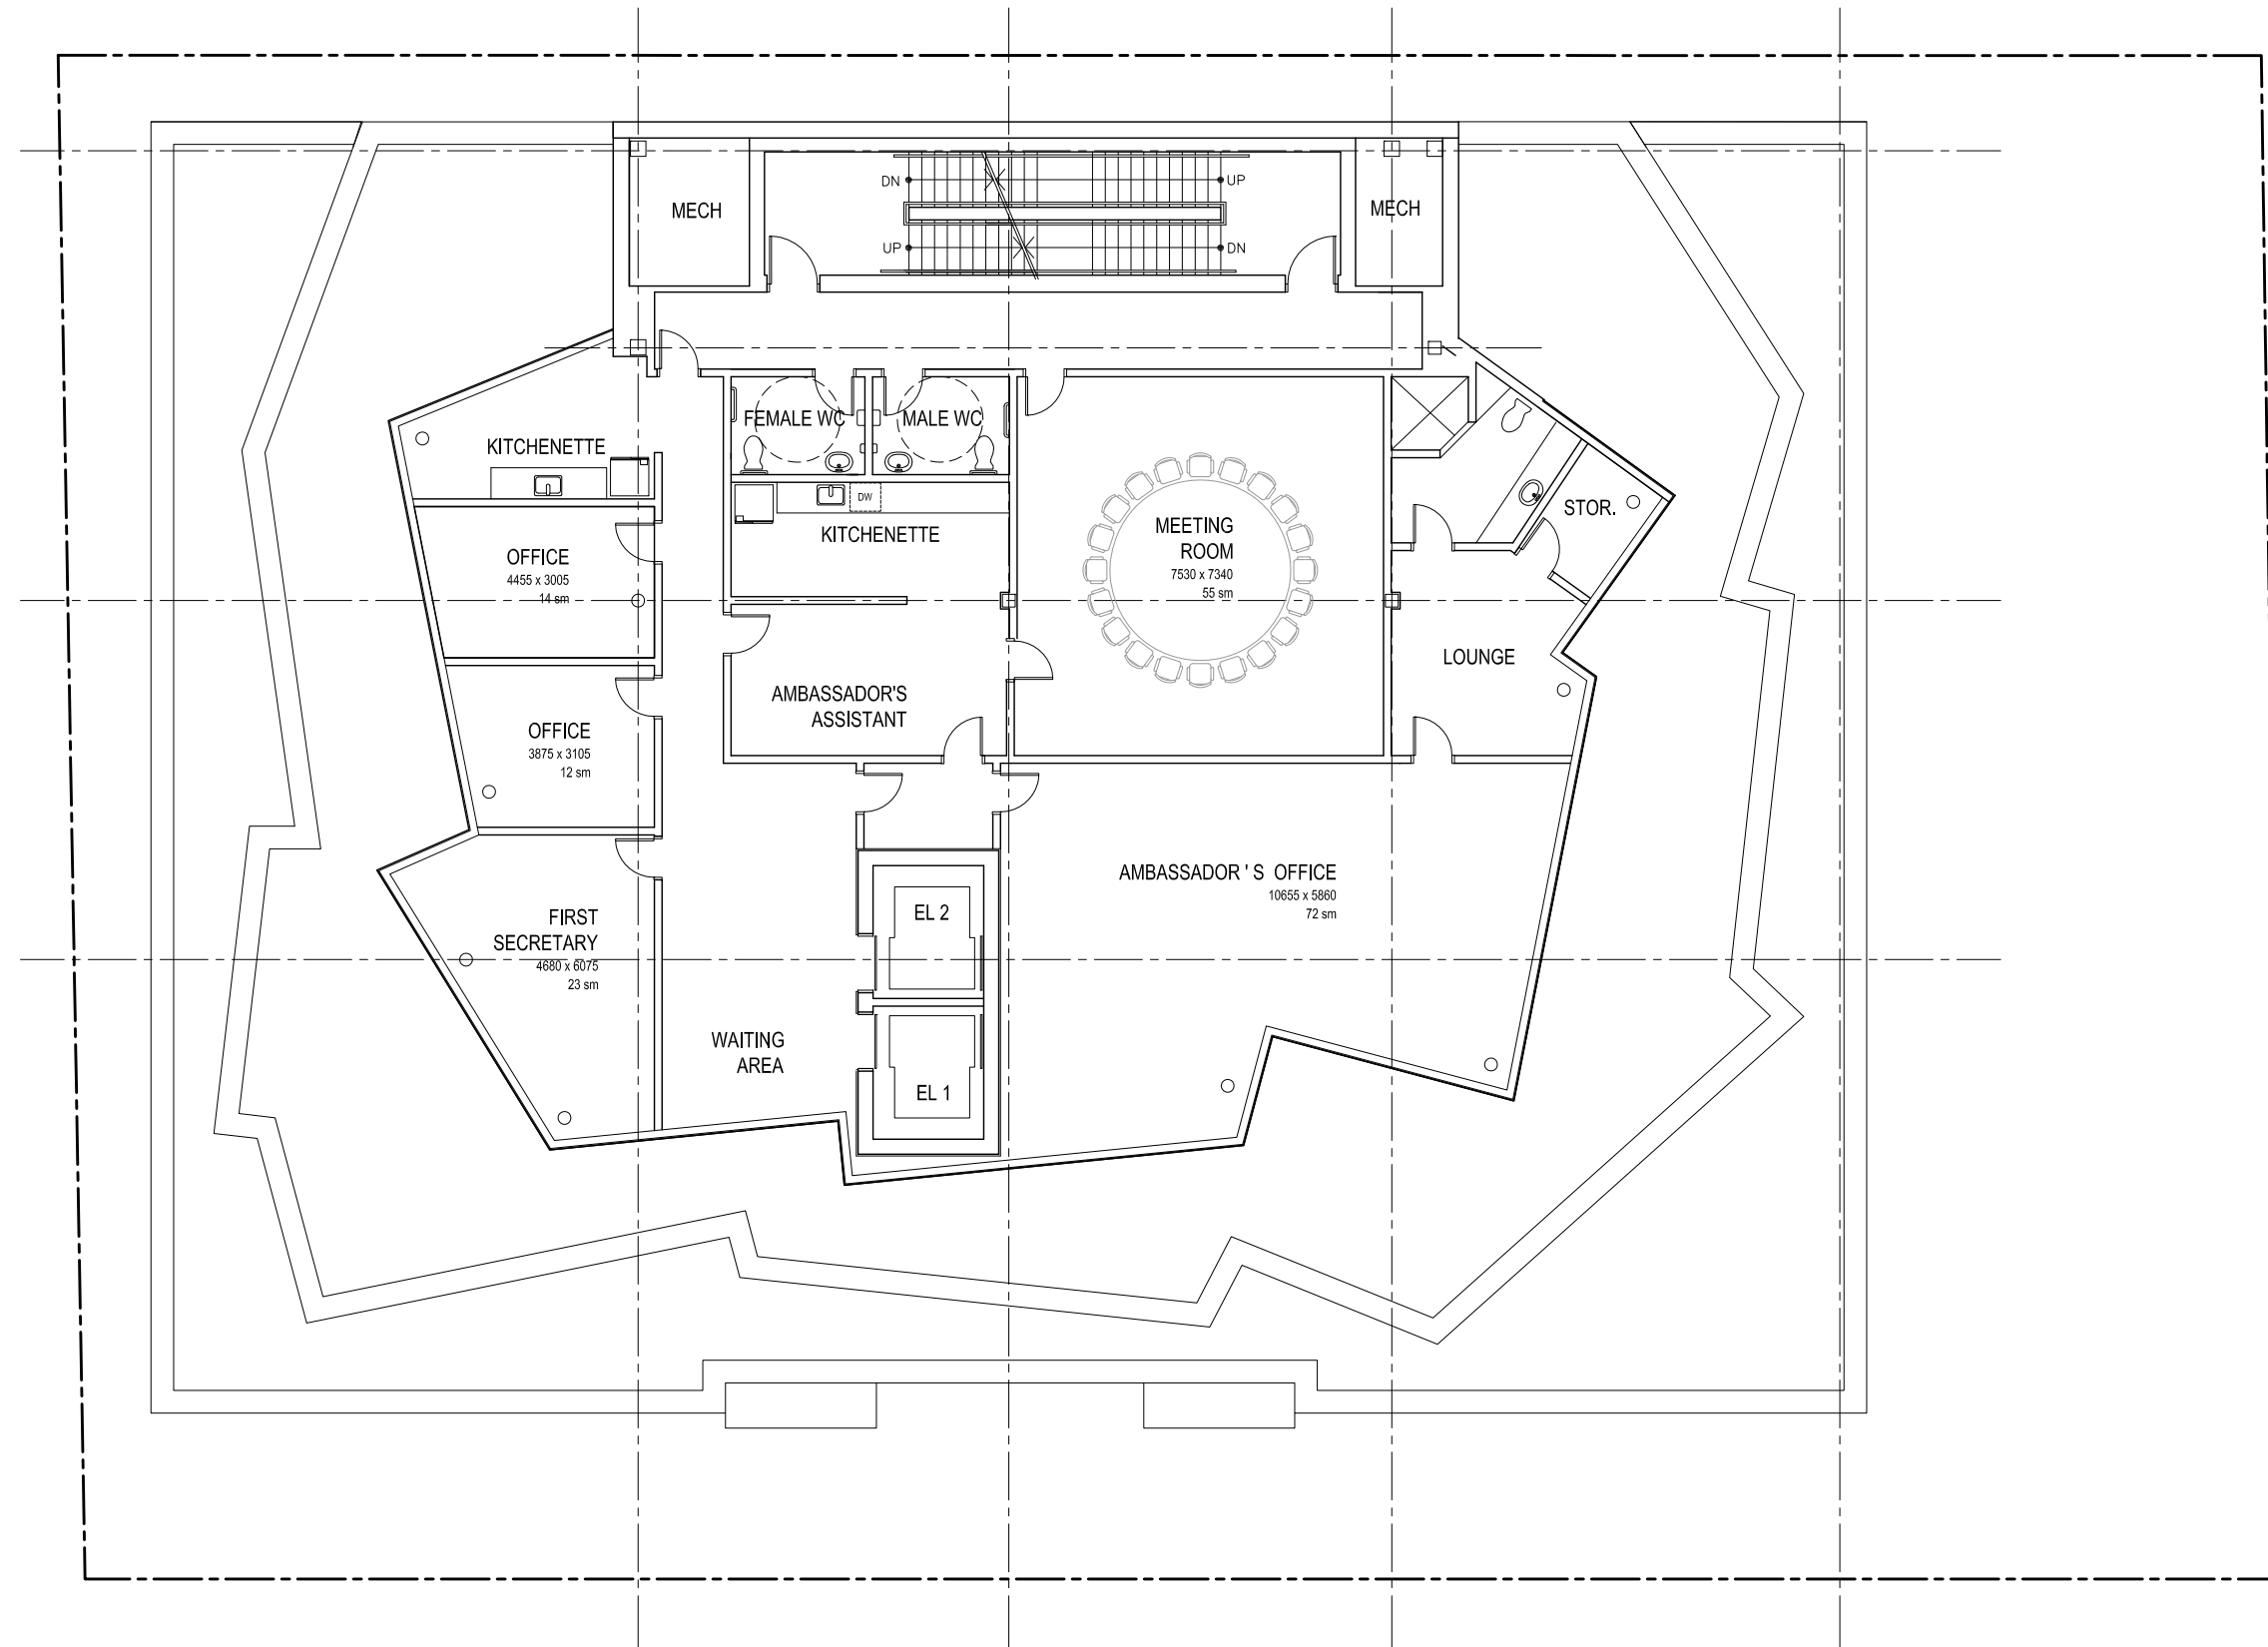 DN
UP
MECH
MECH
UP
DN
FEMALE WC
MALE WC
KITCHENETTE
DW
KITCHENETTE
MEETING
ROOM
7530 x 7340
55 sm
STOR.
OFFICE
4455 x 3005
14 sm
LOUNGE
AMBASSADOR'S
ASSISTANT
OFFICE
3875 x 3105
12 sm
AMBASSADOR ' S OFFICE
10655 x 5860
72 sm
EL 2
FIRST
SECRETARY
4680 x 6075
23 sm
WAITING
AREA
EL 1